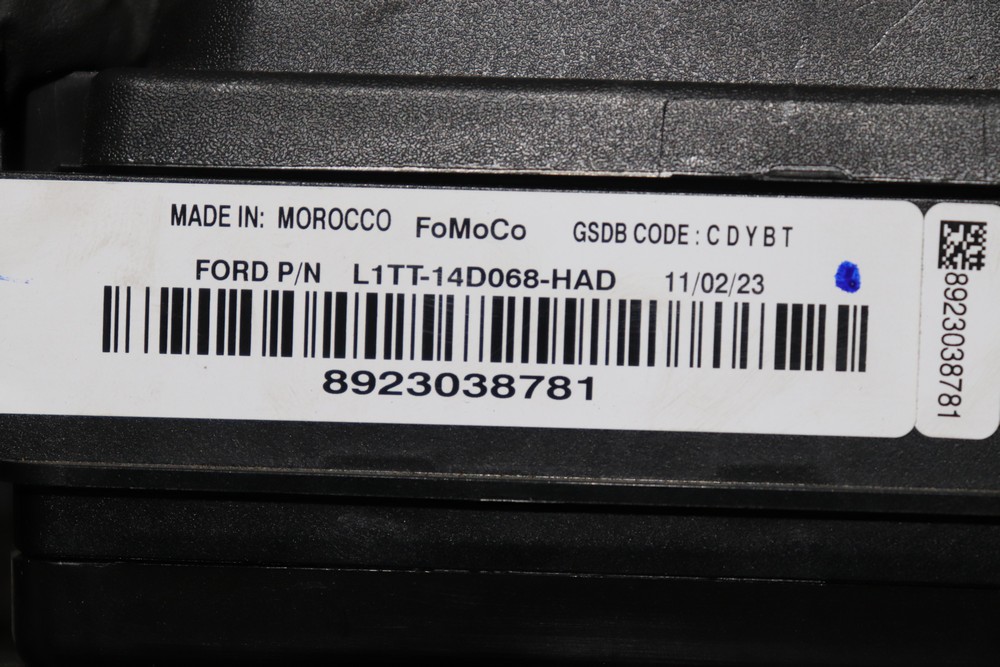 MADE IN: MOROCCO FoMoCo GSDB CODE : C D Y B T
FORD P/N L1TT-14D068-HAD 11/02/23
8923038781
8923038781